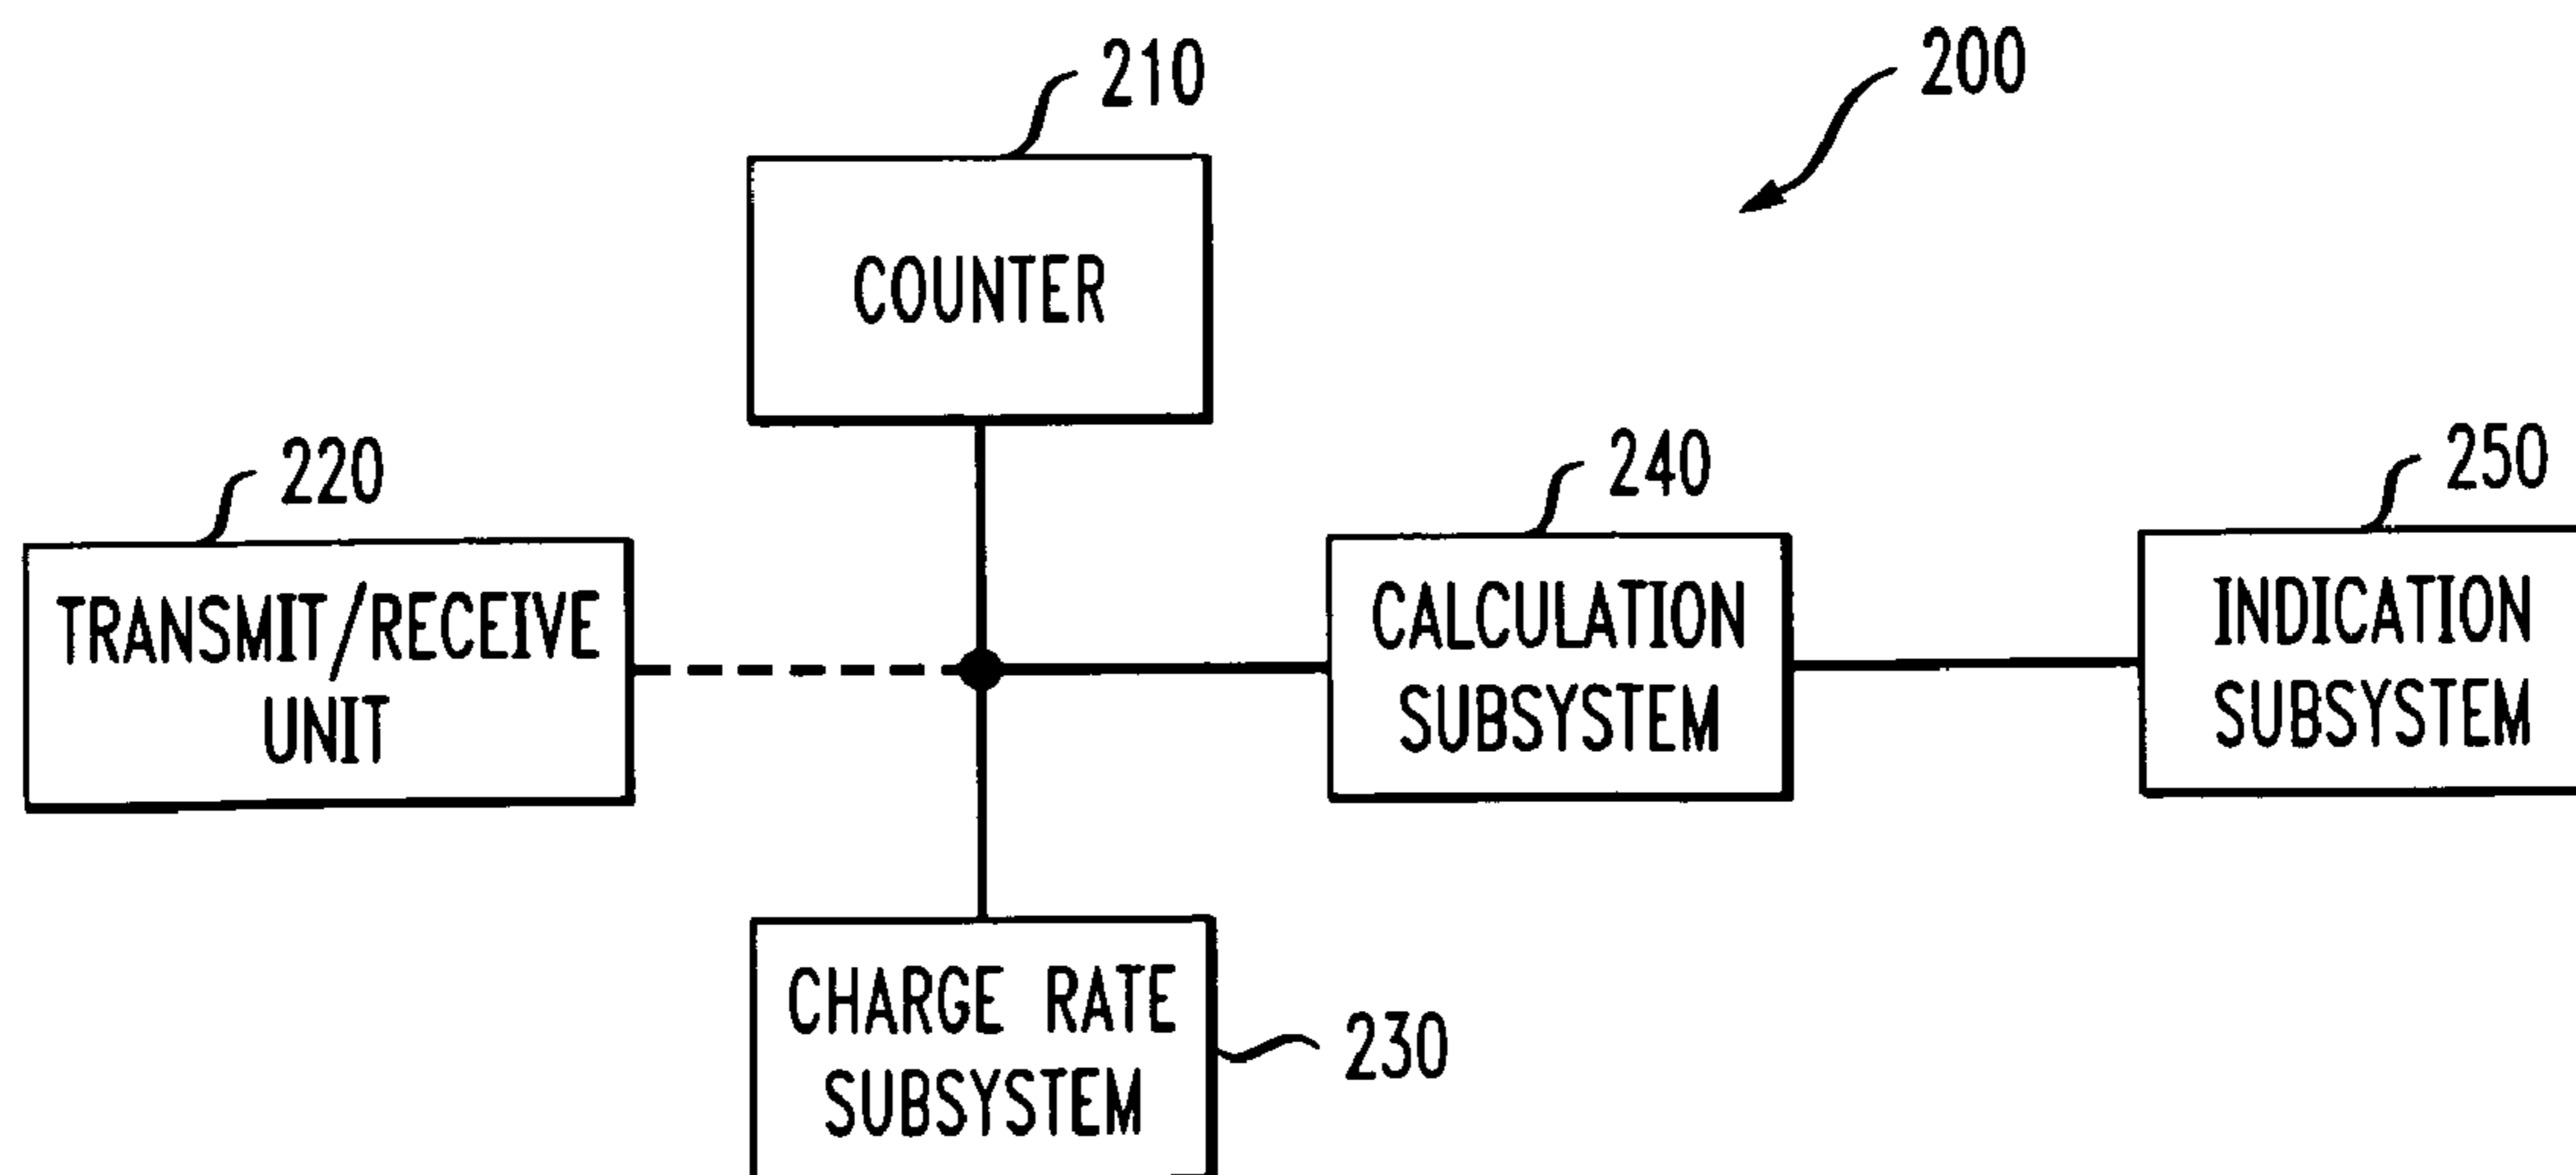 210
200
COUNTER
220
240
250
TRANSMIT/RECEIVE
UNIT
CALCULATION
SUBSYSTEM
INDICATION
SUBSYSTEM
CHARGE RATE
SUBSYSTEM
230